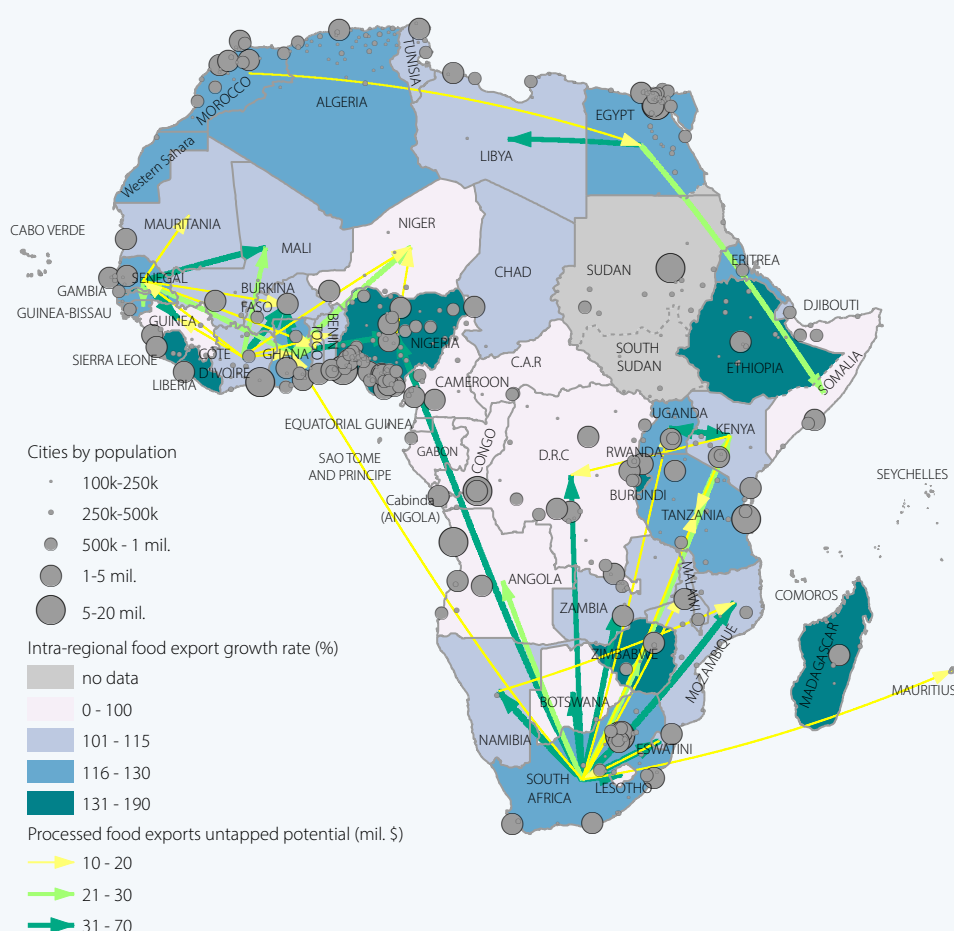 TUNISIA
MOROCCO
ALGERIA
EGYPT
LIBYA
Western Sahara
CABO VERDE
MAURITANIA
NIGER
MALI
CHAD
SUDAN
ERITREA
SENEGAL
GAMBIA
BURKINA
FASO
DJIBOUTI
GUINEA-BISSAU
GUINEA
BENIN
TOGO
NIGERIA
SIERRA LEONE
COTE
D'IVOIRE
GHANA
C.A.R
SOUTH
SUDAN
ETHIOPIA
SOMALIA
LIBERIA
CAMEROON
EQUATORIAL GUINEA
UGANDA
KENYA
GABON
CONGO
D.R.C
RWANDA
SAO TOME
AND PRINCIPE
BURUNDI
SEYCHELLES
Cabinda
(ANGOLA)
TANZANIA
ANGOLA
MALAWI
COMOROS
ZAMBIA
ZIMBABWE
MOZAMBIQUE
MADAGASCAR
MAURITIUS
BOTSWANA
NAMIBIA
ESWATINI
SOUTH
AFRICA
LESOTHO
Cities by population
100k-250k
250k-500k
500k - 1 mil.
1-5 mil.
5-20 mil.
Intra-regional food export growth rate (%)
no data
0 - 100
101 - 115
116 - 130
131 - 190
Processed food exports untapped potential (mil. $)
10 - 20
21 - 30
31 - 70